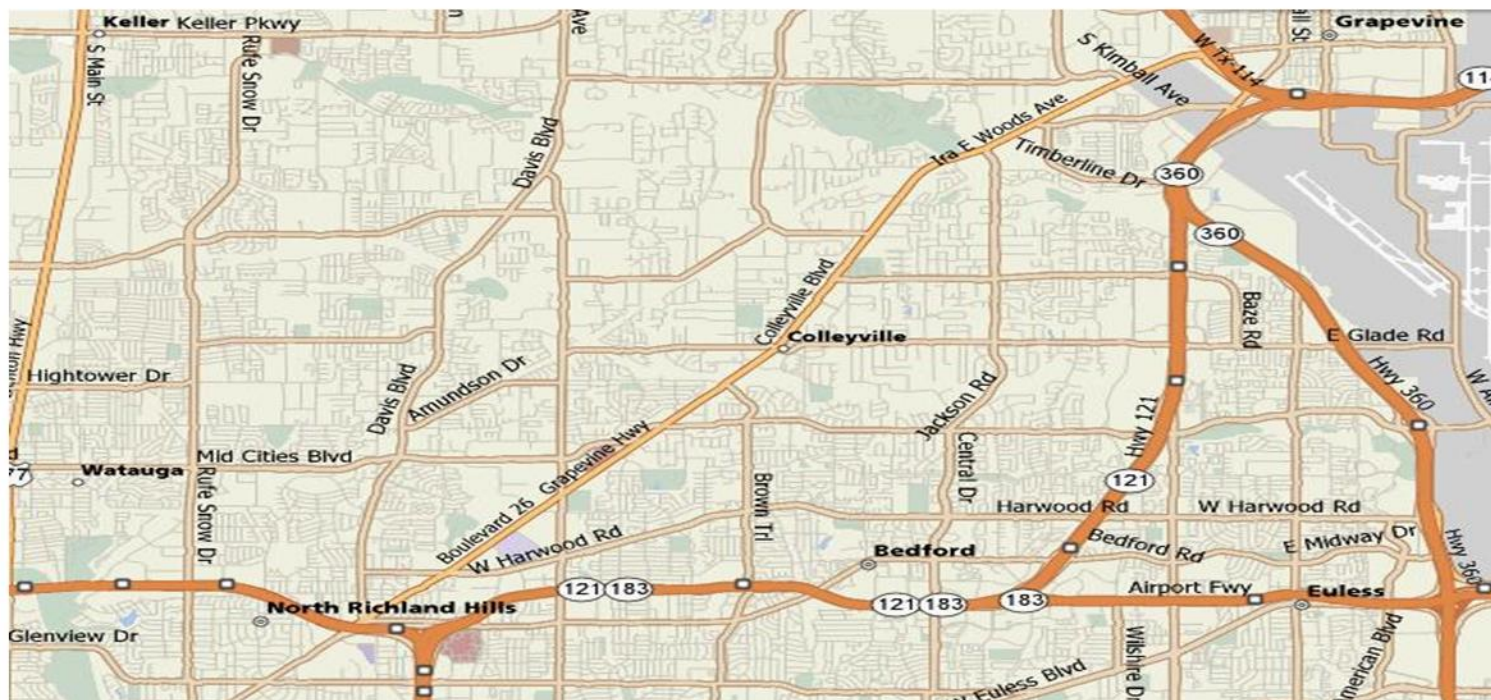 Keller
Keller Pkwy
S Main St
Rufe Snow Dr
Ave
Grapevine
W Tx-114
S Kimball Ave
114
Davis Blvd
Ira E Woods Ave
Timberline Dr
360
360
Colleyville Blvd
Colleyville
Baze Rd
E Glade Rd
Hwy 360
Hightower Dr
Davis Blvd
Amundson Dr
Jackson Rd
Hwy 121
Mid Cities Blvd
Watauga
Rufe Snow Dr
Boulevard 26
Grapevine Hwy
Brown Trl
Central Dr
121
Harwood Rd
W Harwood Rd
W Harwood Rd
Bedford
Bedford Rd
E Midway Dr
Hwy 360
121
183
Airport Fwy
North Richland Hills
121
183
183
Euless
Glenview Dr
Euless Blvd
Wilshire Dr